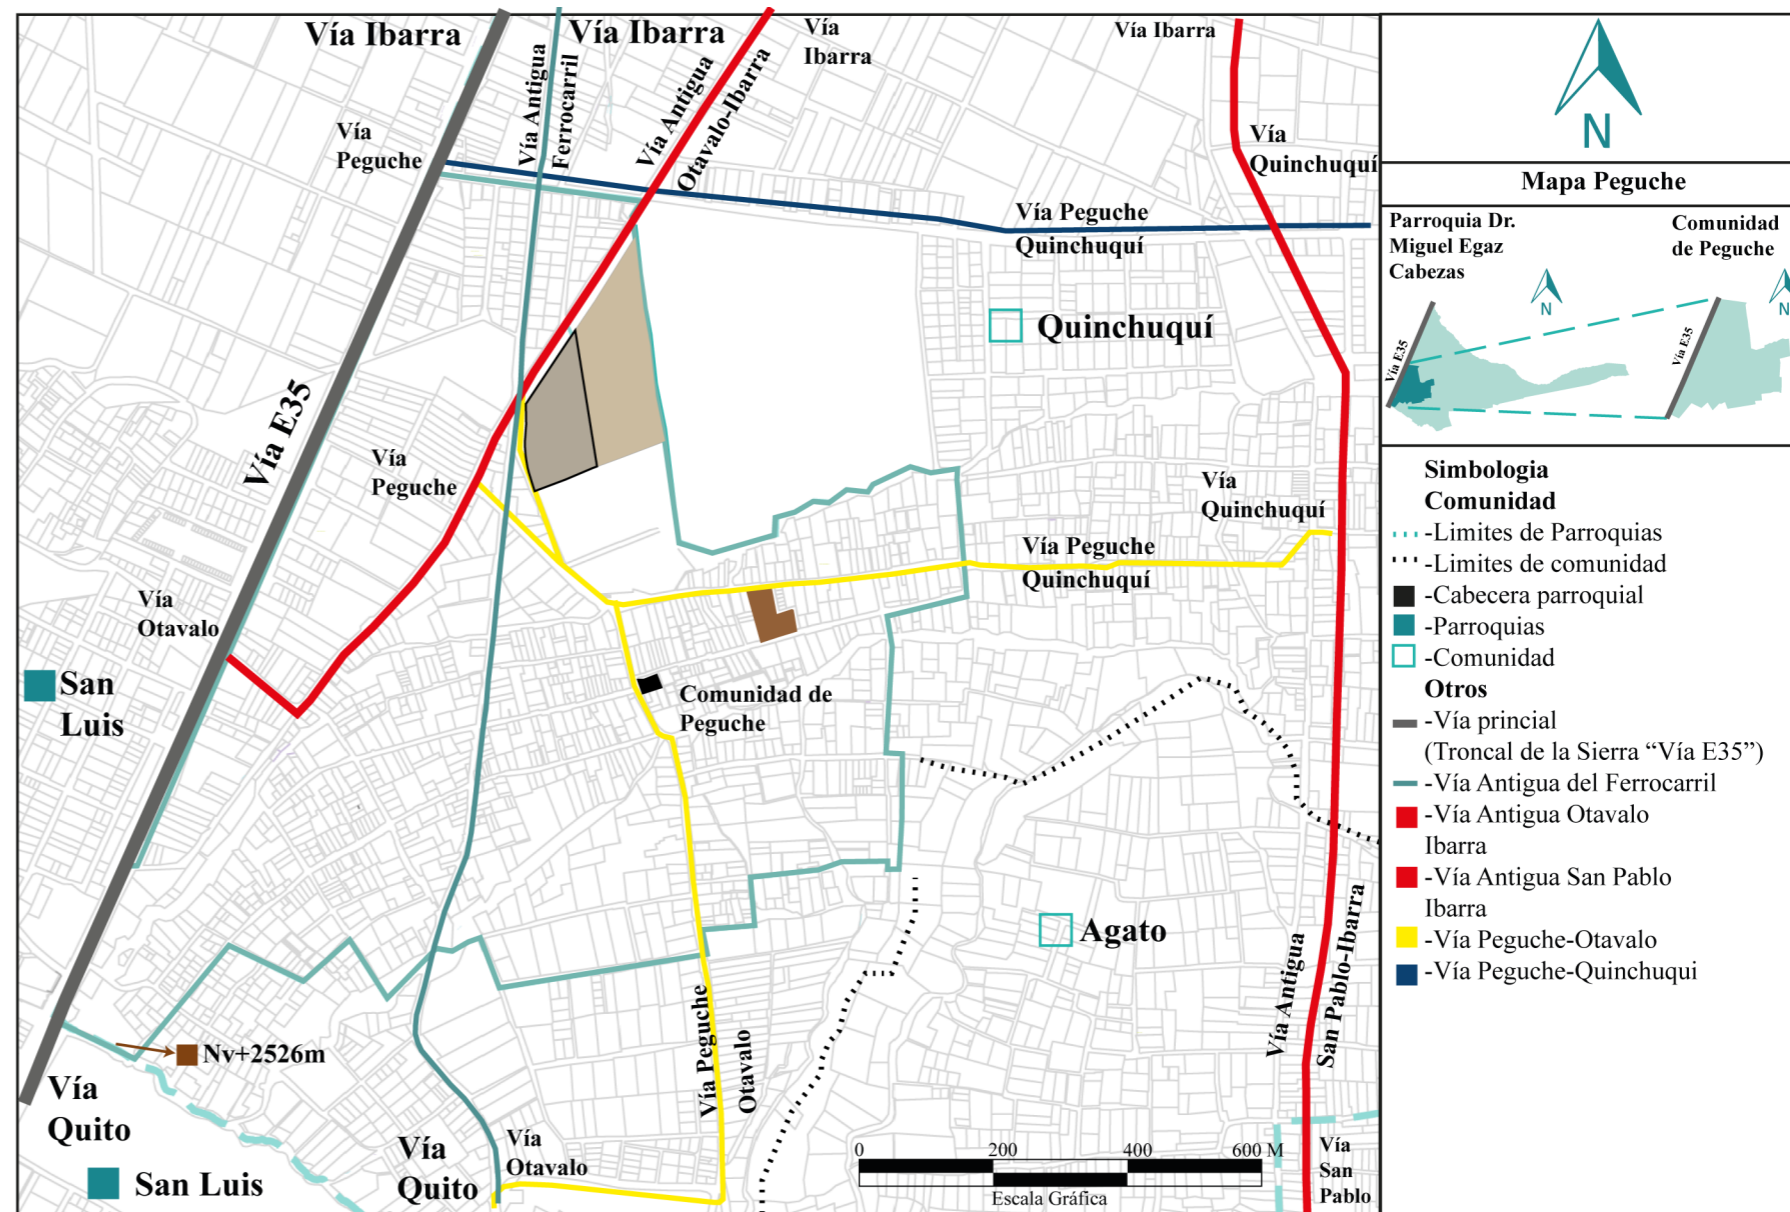 Vía Ibarra
Vía Ibarra
Vía
Ibarra
Vía Ibarra
Vía Antigua
Ferrocarril
Vía Antigua
Otavalo-Ibarra
Vía
Peguche
Vía
Quinchuquí
Vía Peguche
Quinchuquí
Quinchuquí
Vía E35
Vía
Peguche
Vía
Quinchuquí
Vía Peguche
Quinchuquí
Vía
Otavalo
San
Luis
Comunidad de
Peguche
Agato
Vía Antigua
San Pablo-Ibarra
Vía Peguche
Otavalo
Nv+2526m
Vía
Quito
San Luis
Vía
Quito
Vía
Otavalo
0 200 400 600 M
Escala Gráfica
Vía
San
Pablo
N
Mapa Peguche
Parroquia Dr.
Miguel Egaz
Cabezas
N
Vía E35
Comunidad
de Peguche
N
Vía E35
Simbologia
Comunidad
-Limites de Parroquias
-Limites de comunidad
-Cabecera parroquial
-Parroquias
-Comunidad
Otros
-Vía princial
(Troncal de la Sierra “Vía E35”)
-Vía Antigua del Ferrocarril
-Vía Antigua Otavalo
Ibarra
-Vía Antigua San Pablo
Ibarra
-Vía Peguche-Otavalo
-Vía Peguche-Quinchuqui